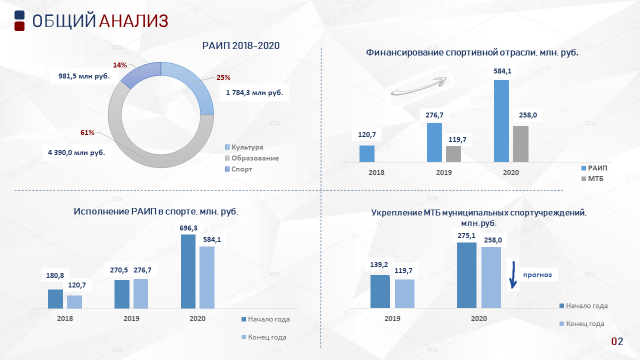 ОБЩИЙ АНАЛИЗ
РАИП 2018-2020
14%
981,5 млн руб.
25%
1 784,3 млн руб.
61%
4 390,0 млн руб.
Культура
Образование
Спорт
Финансирование спортивной отрасли, млн. руб.
584,1
276,7
258,0
120,7
119,7
2018
2019
2020
РАИП
МТБ
Исполнение РАИП в спорте, млн. руб.
696,3
584,1
270,5
276,7
180,8
120,7
2018
2019
2020
Начало года
Конец года
Укрепление МТБ муниципальных спортучреждений,
млн.руб.
275,1
258,0
139,2
119,7
прогноз
2019
2020
Начало года
Конец года
02